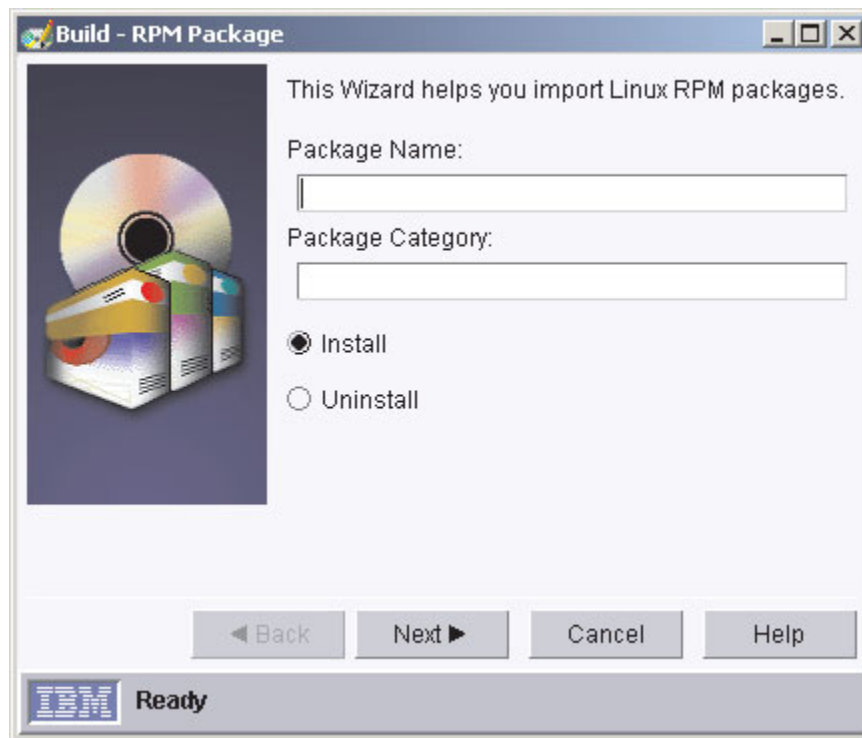 Build - RPM Package
This Wizard helps you import Linux RPM packages.
Package Name:
Package Category:
Install
Uninstall
Back Next Cancel Help
IBM Ready